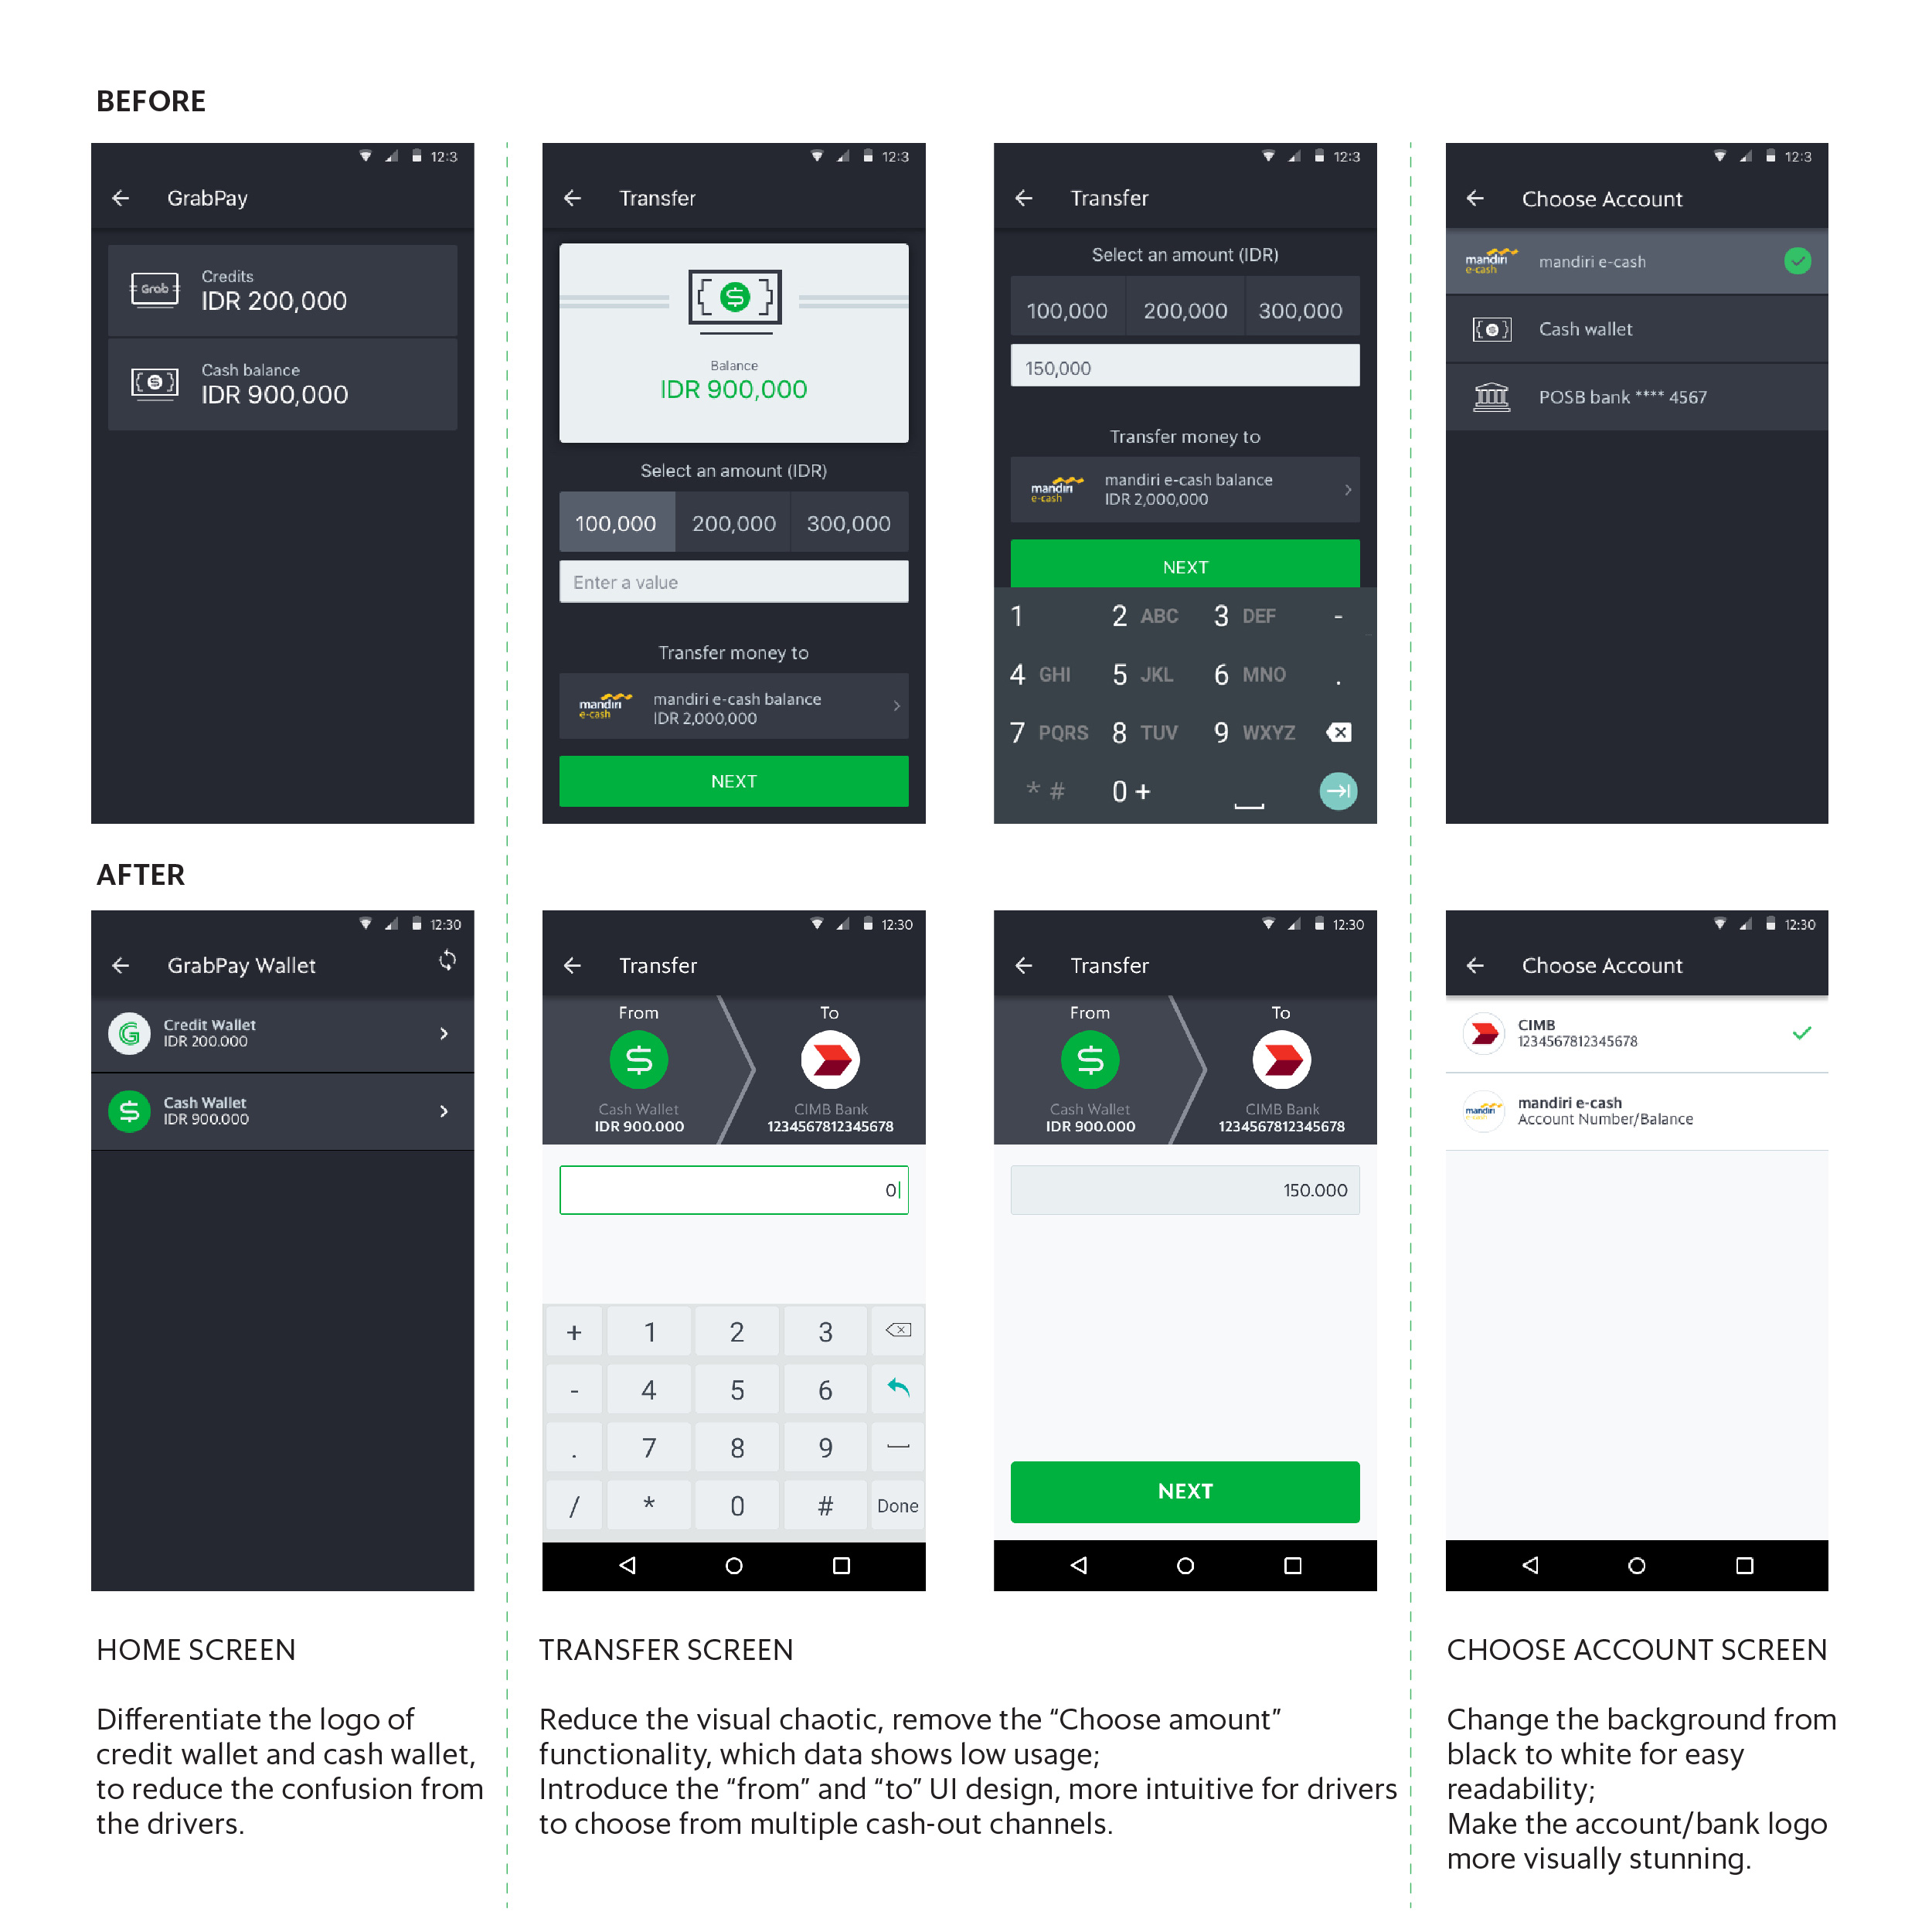 BEFORE
12:3
GrabPay
Grab
Credits
IDR 200,000
Cash balance
IDR 900,000
12:3
Transfer
Balance
IDR 900,000
Select an amount (IDR)
100,000 200,000 300,000
Enter a value
Transfer money to
mandiri e-cash
mandiri e-cash balance
IDR 2,000,000
NEXT
12:3
Transfer
Select an amount (IDR)
100,000 200,000 300,000
150,000
Transfer money to
mandiri e-cash
mandiri e-cash balance
IDR 2,000,000
NEXT
1 2 ABC 3 DEF -
4 GHI 5 JKL 6 MNO .
7 PQRS 8 TUV 9 WXYZ
* # 0 +
12:3
Choose Account
mandiri e-cash
mandiri e-cash
Cash wallet
POSB bank **** 4567
AFTER
12:30
GrabPay Wallet
G
Credit Wallet
IDR 200.000
Cash Wallet
IDR 900.000
12:30
Transfer
From To
Cash Wallet CIMB Bank
IDR 900.000 1234567812345678
0
+ 1 2 3
- 4 5 6
. 7 8 9
/ * 0 # Done
12:30
Transfer
From To
Cash Wallet CIMB Bank
IDR 900.000 1234567812345678
150.000
NEXT
12:30
Choose Account
CIMB
1234567812345678
mandiri e-cash
mandiri e-cash
Account Number/Balance
HOME SCREEN
Differentiate the logo of
credit wallet and cash wallet,
to reduce the confusion from
the drivers.
TRANSFER SCREEN
Reduce the visual chaotic, remove the “Choose amount”
functionality, which data shows low usage;
Introduce the “from” and “to” UI design, more intuitive for drivers
to choose from multiple cash-out channels.
CHOOSE ACCOUNT SCREEN
Change the background from
black to white for easy
readability;
Make the account/bank logo
more visually stunning.